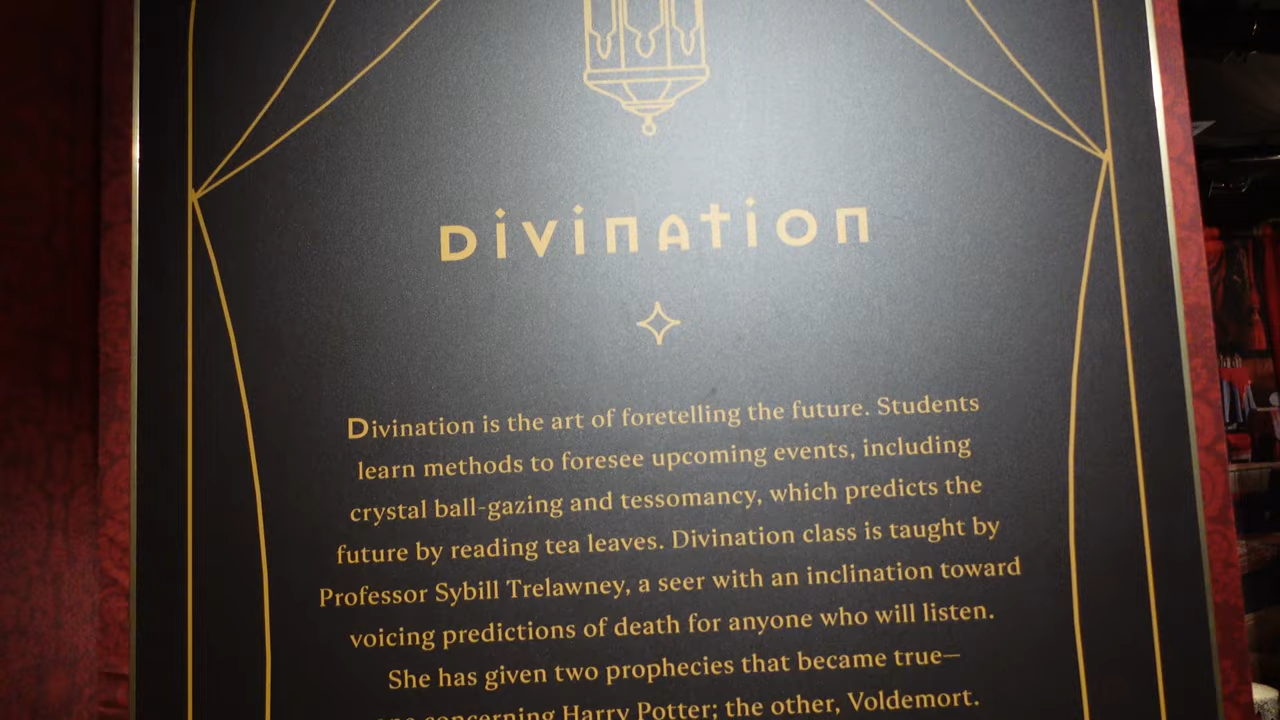 Divination
Divination is the art of foretelling the future. Students
learn methods to foresee upcoming events, including
crystal ball-gazing and tessomancy, which predicts the
future by reading tea leaves. Divination class is taught by
Professor Sybill Trelawney, a seer with an inclination toward
voicing predictions of death for anyone who will listen.
She has given two prophecies that became true—
concerning Harry Potter; the other, Voldemort.